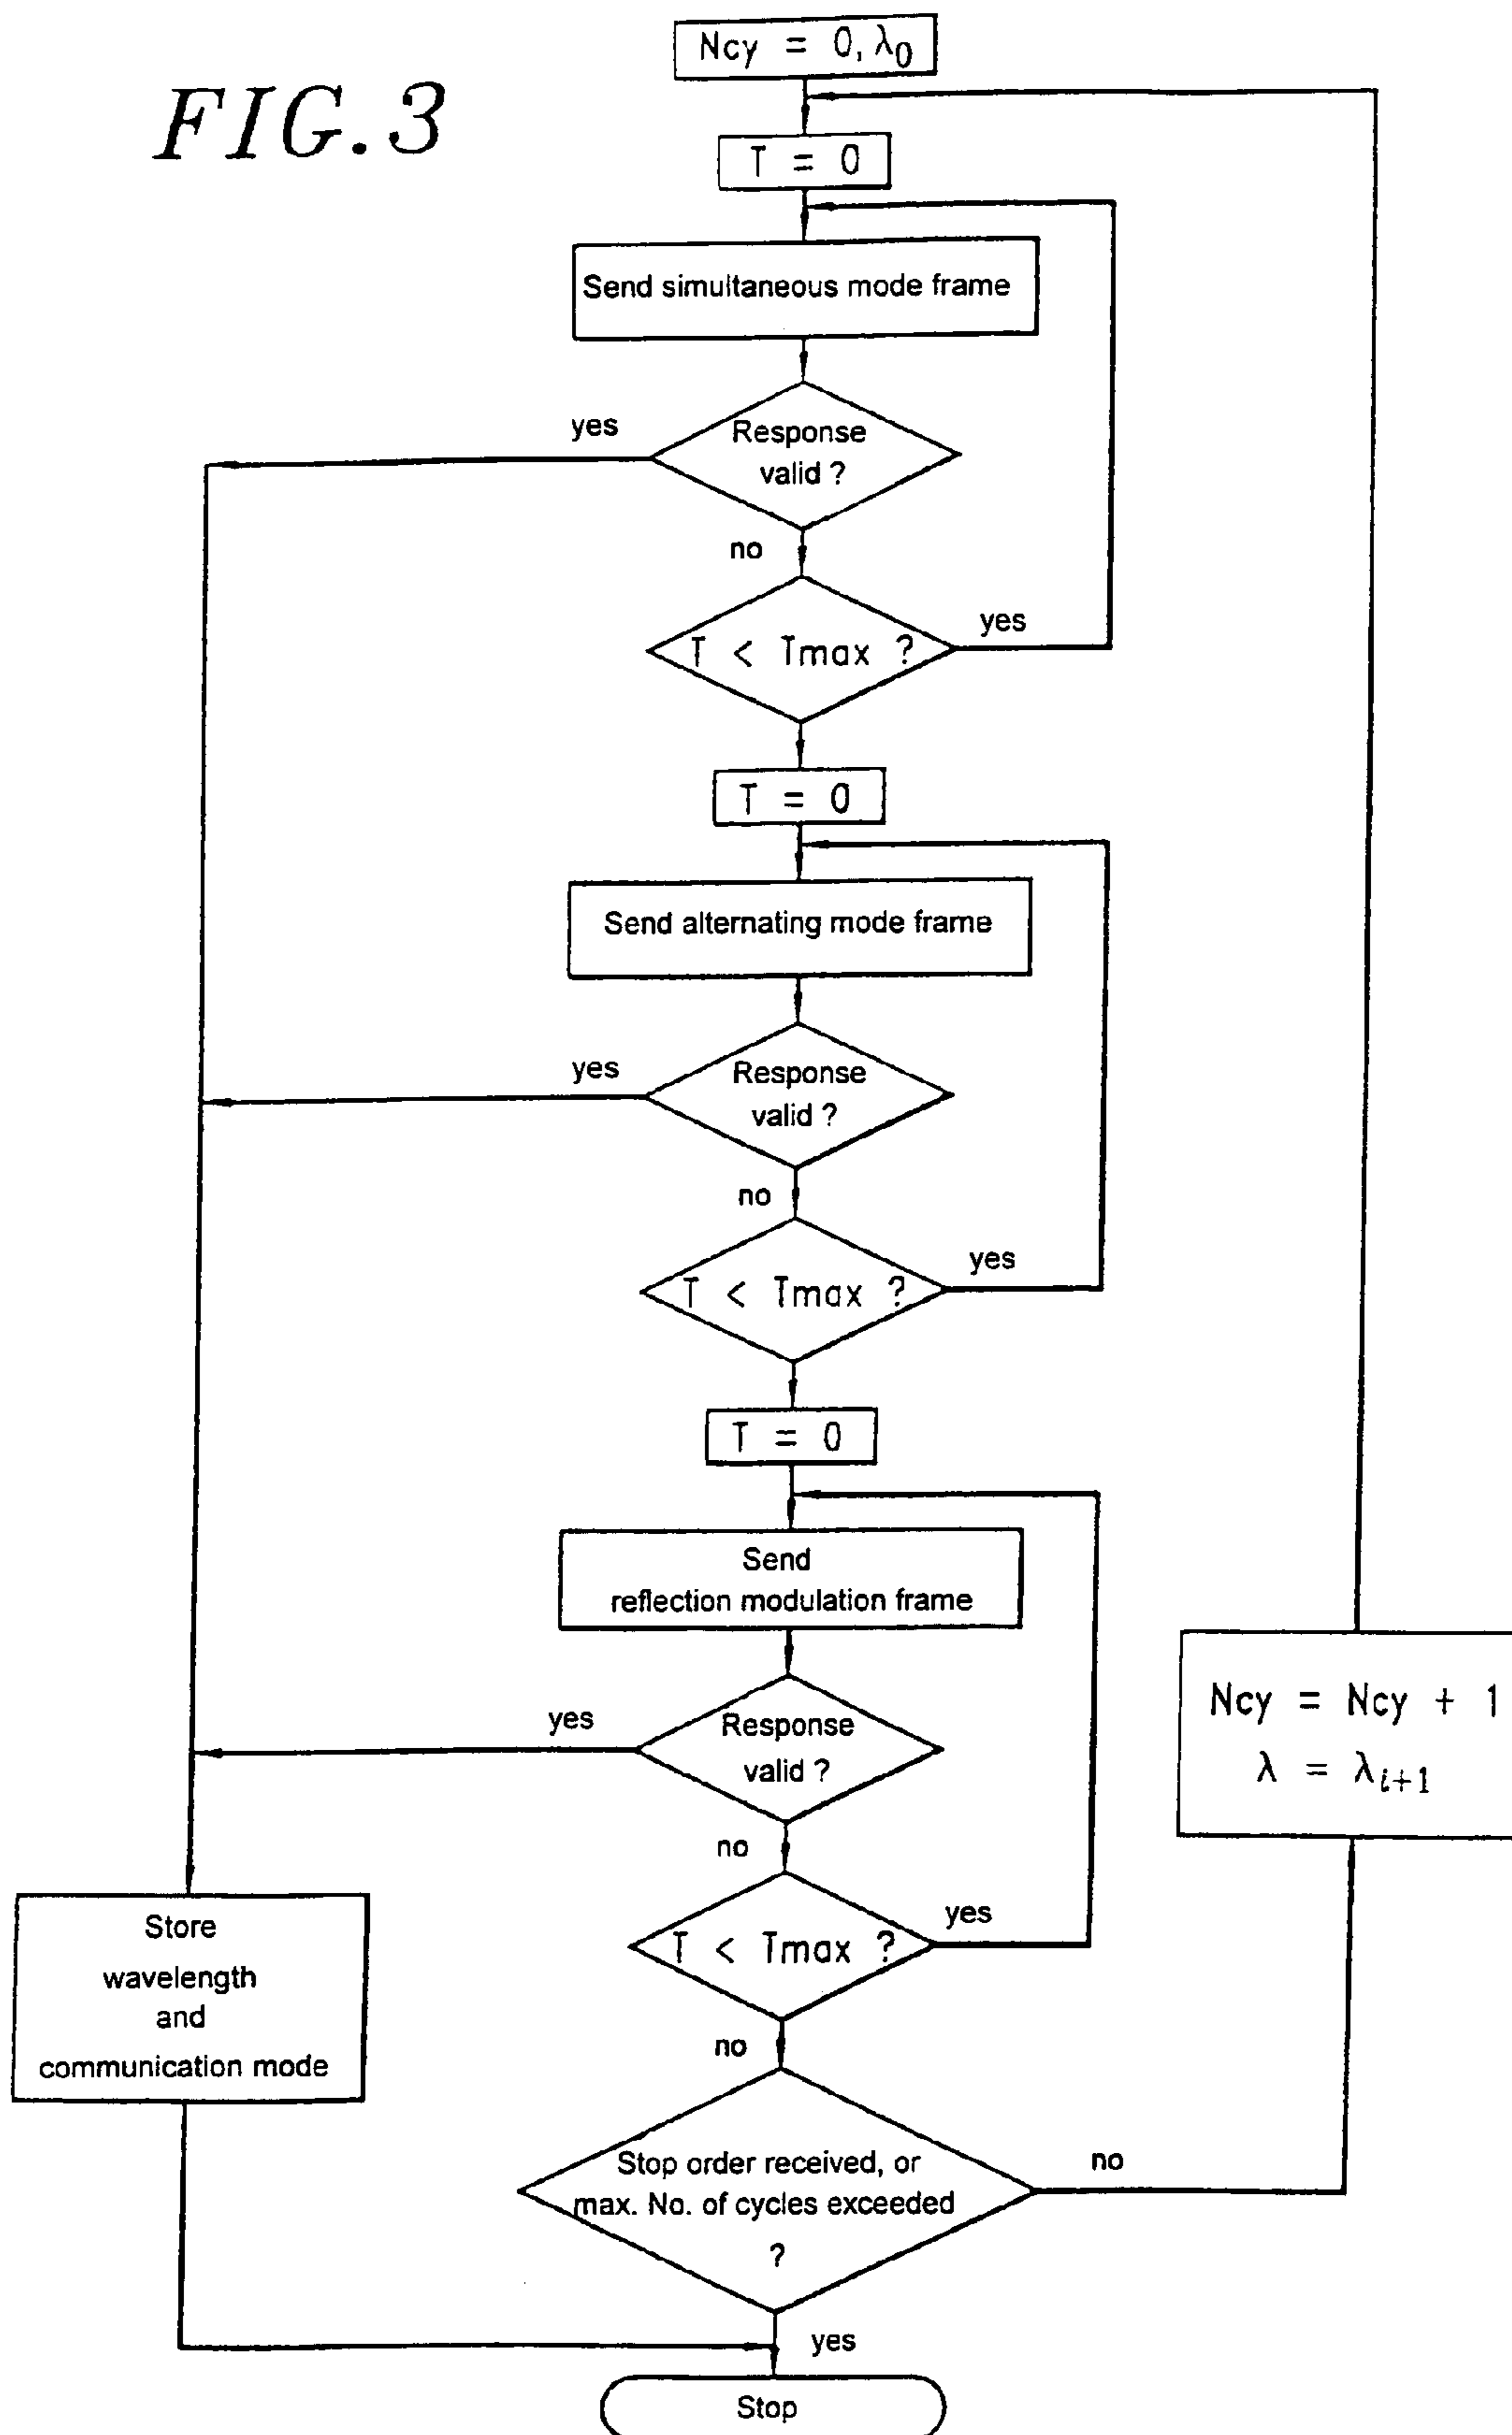 FIG.3
Ncy = 0, λ0
T = 0
Send simultaneous mode frame
yes
Response
valid ?
no
T < Tmax ?
yes
T = 0
Send alternating mode frame
yes
Response
valid ?
no
T < Tmax ?
yes
T = 0
Send
reflection modulation frame
yes
Response
valid ?
no
T < Tmax ?
yes
no
Ncy = Ncy + 1
λ = λi+1
Store
wavelength
and
communication mode
Stop order received, or
max. No. of cycles exceeded
?
no
yes
Stop